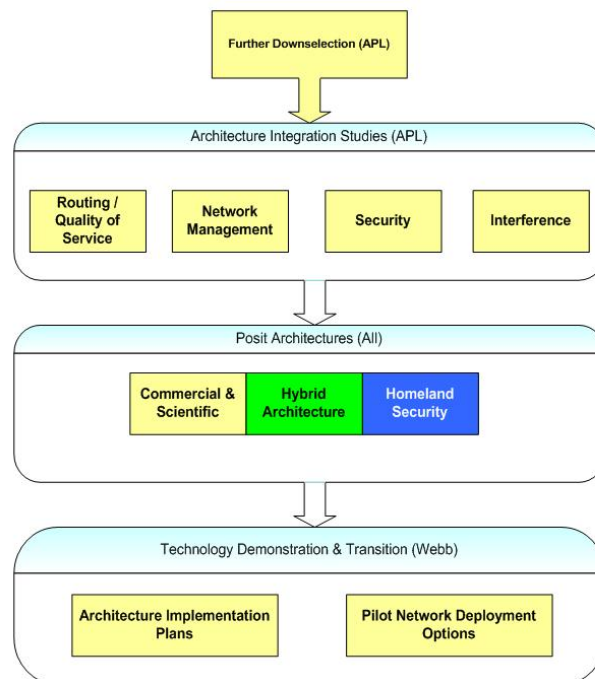 Further Downselection (APL)
Architecture Integration Studies (APL)
Routing /
Quality of
Service
Network
Management
Security
Interference
Posit Architectures (All)
Commercial &
Scientific
Hybrid
Architecture
Homeland
Security
Technology Demonstration & Transition (Webb)
Architecture Implementation
Plans
Pilot Network Deployment
Options